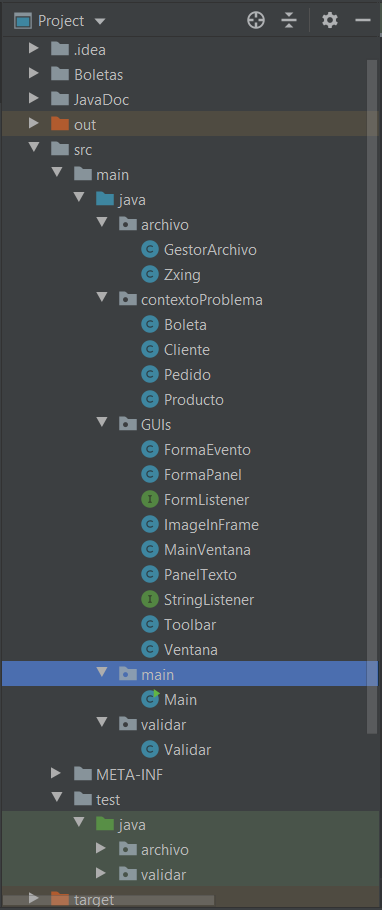 Project
.idea
Boletas
JavaDoc
out
src
main
java
archivo
GestorArchivo
Zxing
contextoProblema
Boleta
Cliente
Pedido
Producto
GUIs
FormaEvento
FormaPanel
FormListener
ImageInFrame
MainVentana
PanelTexto
StringListener
Toolbar
Ventana
main
Main
validar
Validar
META-INF
test
java
archivo
validar
target